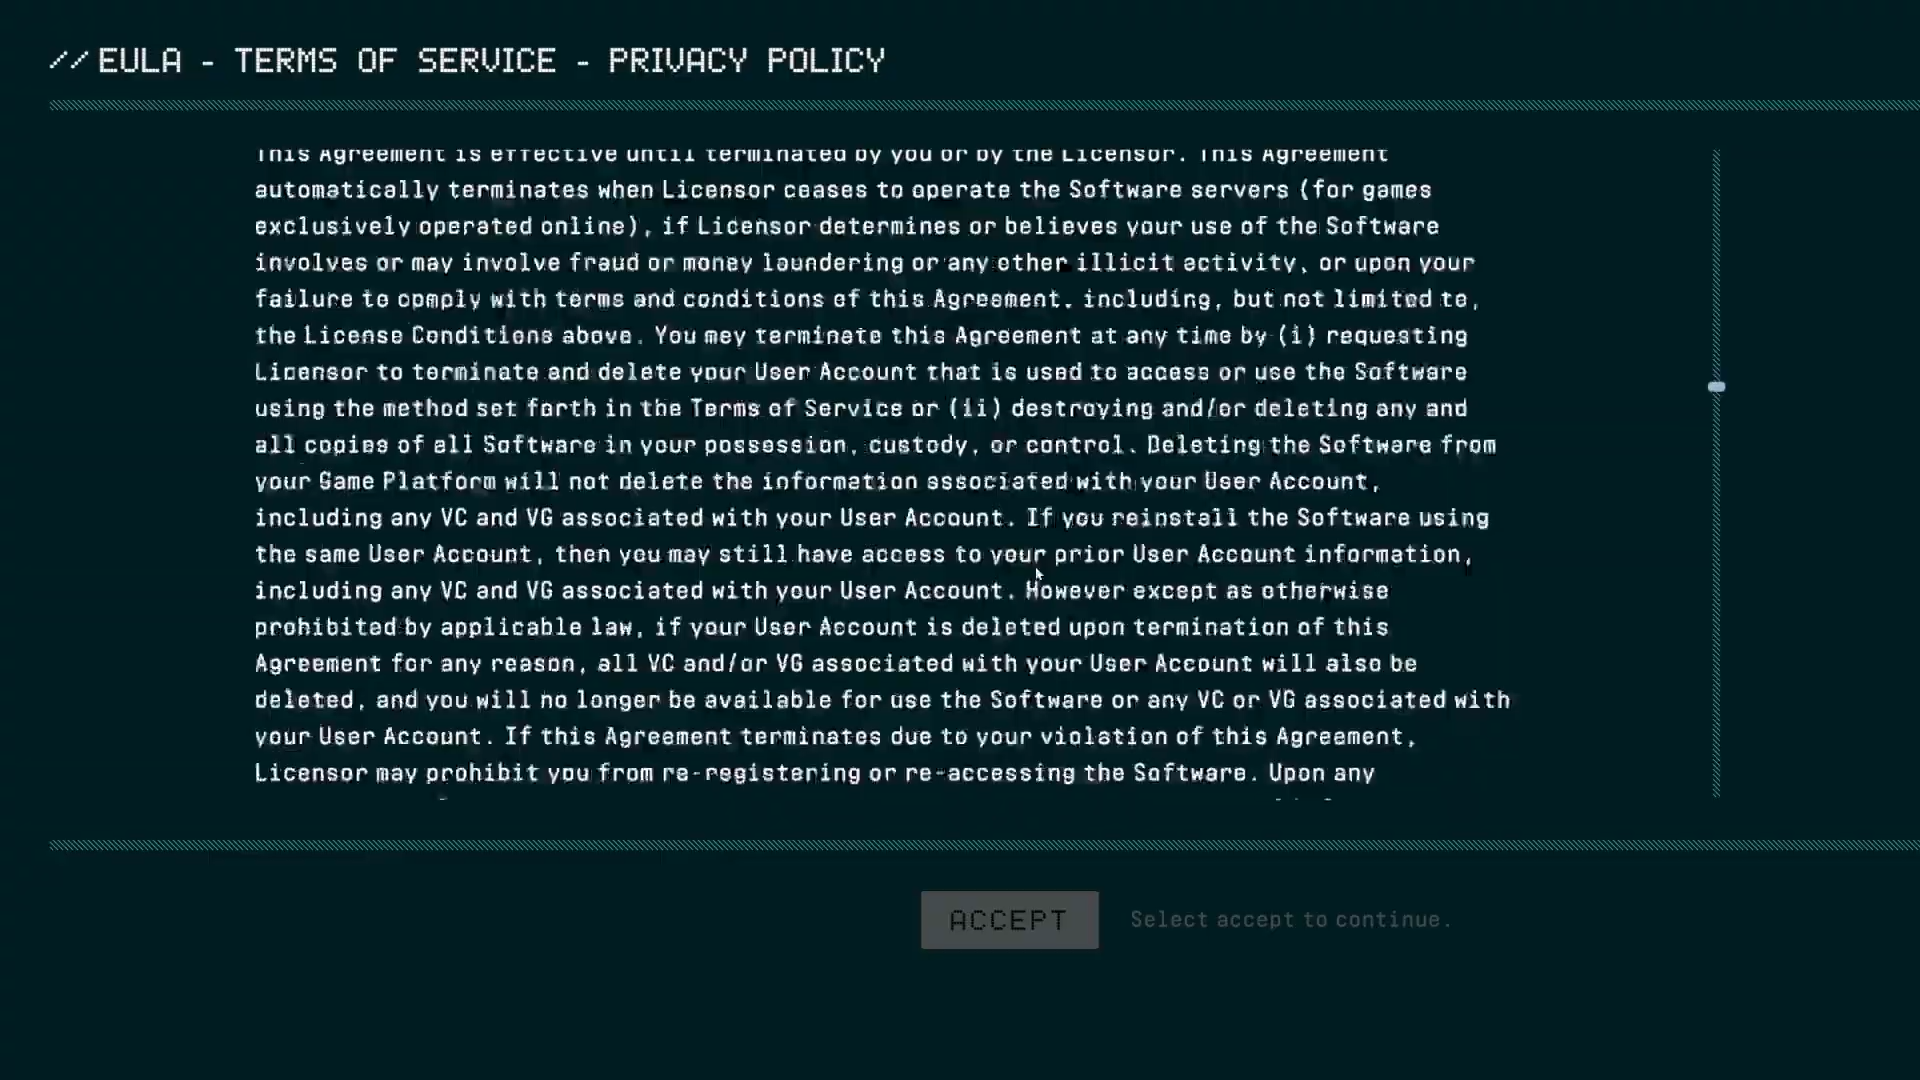 // EULA - TERMS OF SERVICE - PRIVACY POLICY
This Agreement is effective until terminated by you or by the Licensor. This Agreement
automatically terminates when Licensor ceases to operate the Software servers (for games
exclusively operated online), if Licensor determines or believes your use of the Software
involves or may involve fraud or money laundering or any other illicit activity, or upon your
failure to comply with terms and conditions of this Agreement, including, but not limited to,
the License Conditions above. You may terminate this Agreement at any time by (i) requesting
Licensor to terminate and delete your User Account that is used to access or use the Software
using the method set forth in the Terms of Service or (ii) destroying and/or deleting any and
all copies of all Software in your possession, custody, or control. Deleting the Software from
your Game Platform will not delete the information associated with your User Account,
including any VC and VG associated with your User Account. If you reinstall the Software using
the same User Account, then you may still have access to your prior User Account information,
including any VC and VG associated with your User Account. However except as otherwise
prohibited by applicable law, if your User Account is deleted upon termination of this
Agreement for any reason, all VC and/or VG associated with your User Account will also be
deleted, and you will no longer be available for use the Software or any VC or VG associated with
your User Account. If this Agreement terminates due to your violation of this Agreement,
Licensor may prohibit you from re-registering or re-accessing the Software. Upon any
ACCEPT
Select accept to continue.